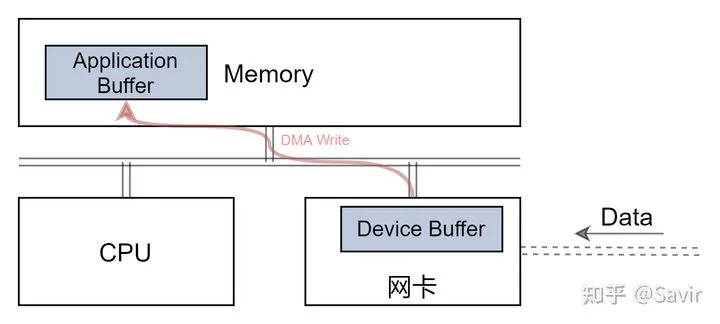 Application
Buffer
Memory
DMA Write
CPU
Device Buffer
网卡
Data
知乎 @Savir